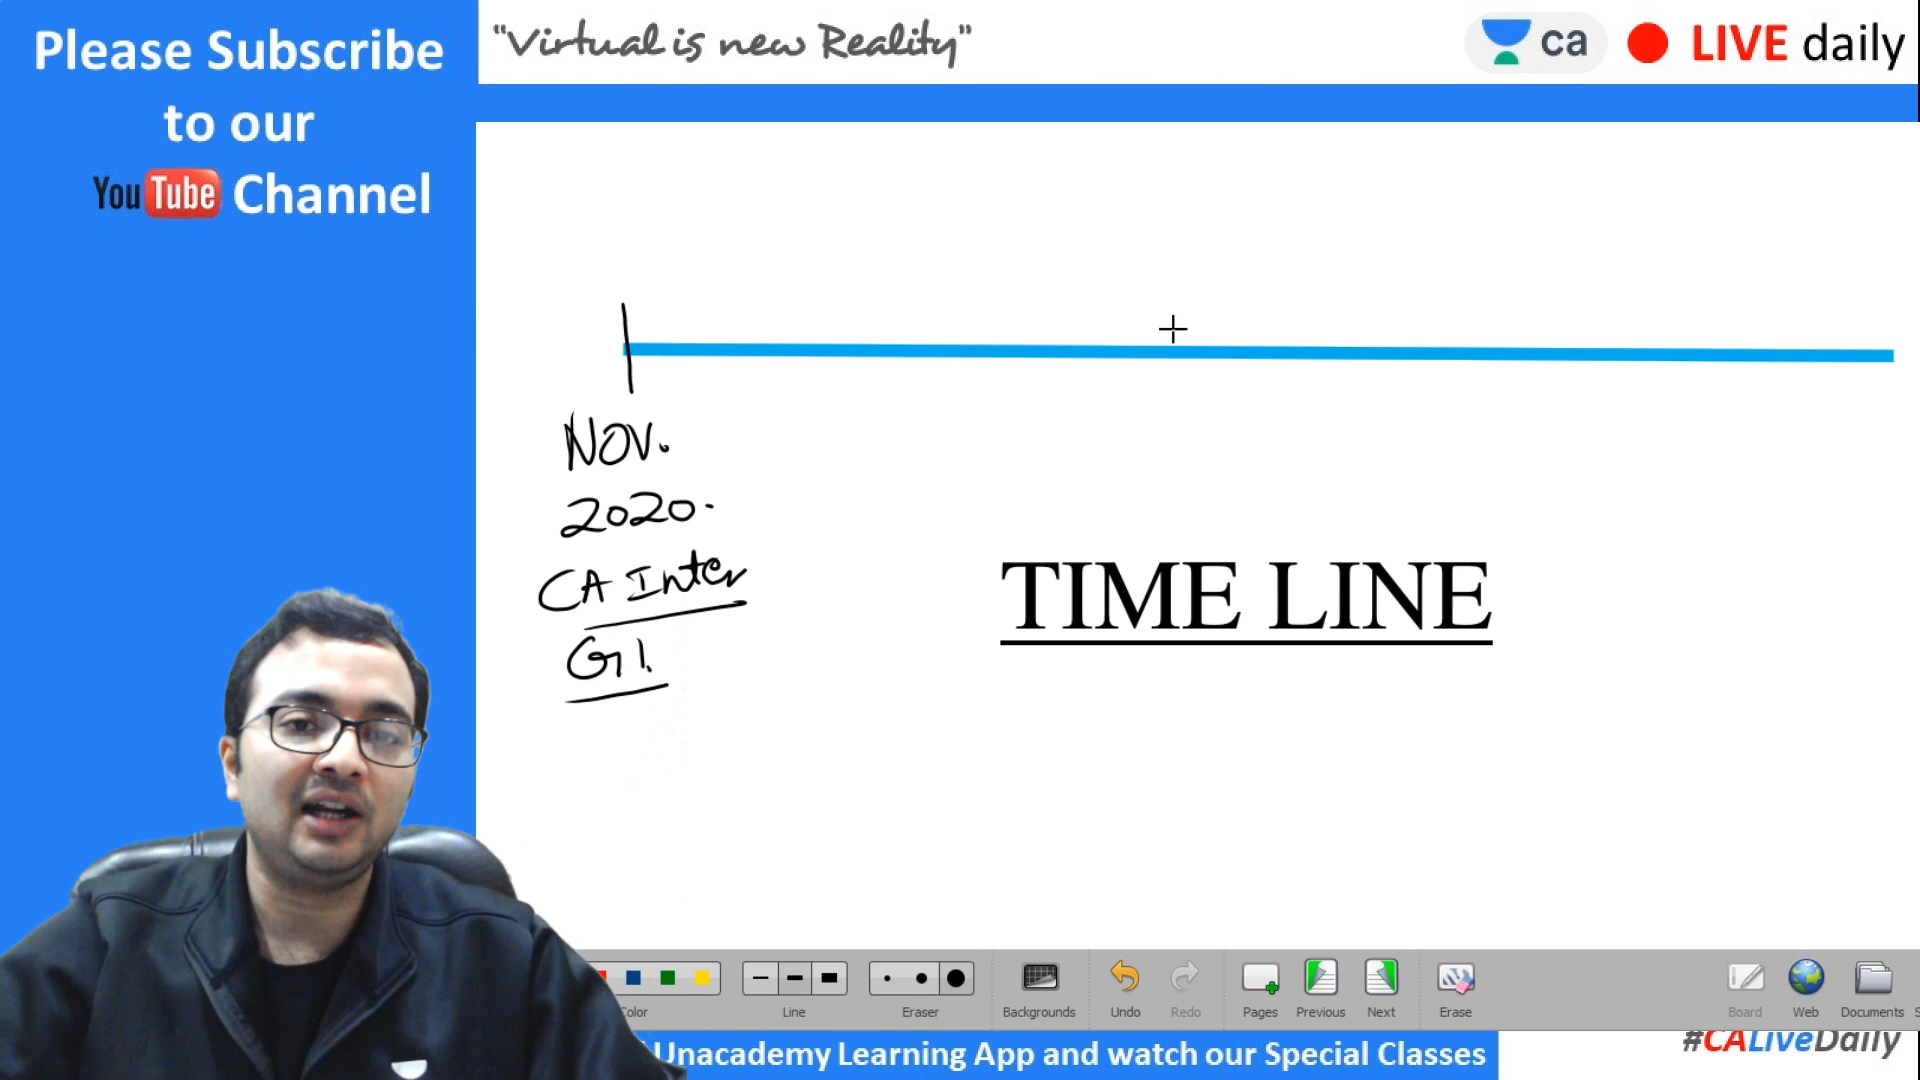 Please Subscribe
to our
YouTube Channel
"Virtual is new Reality"
ca
LIVE daily
NOV.
2020.
CA Inter
G1.
TIME LINE
Line
Eraser
Backgrounds
Undo
Redo
Pages
Previous
Next
Erase
Board
Web
Documents
Unacademy Learning App and watch our Special Classes
#CALiveDaily